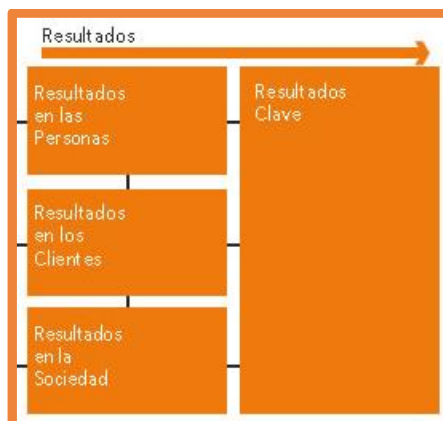 Resultados
Resultados
en las
Personas
Resultados
Clave
Resultados
en los
Clientes
Resultados
en la
Sociedad